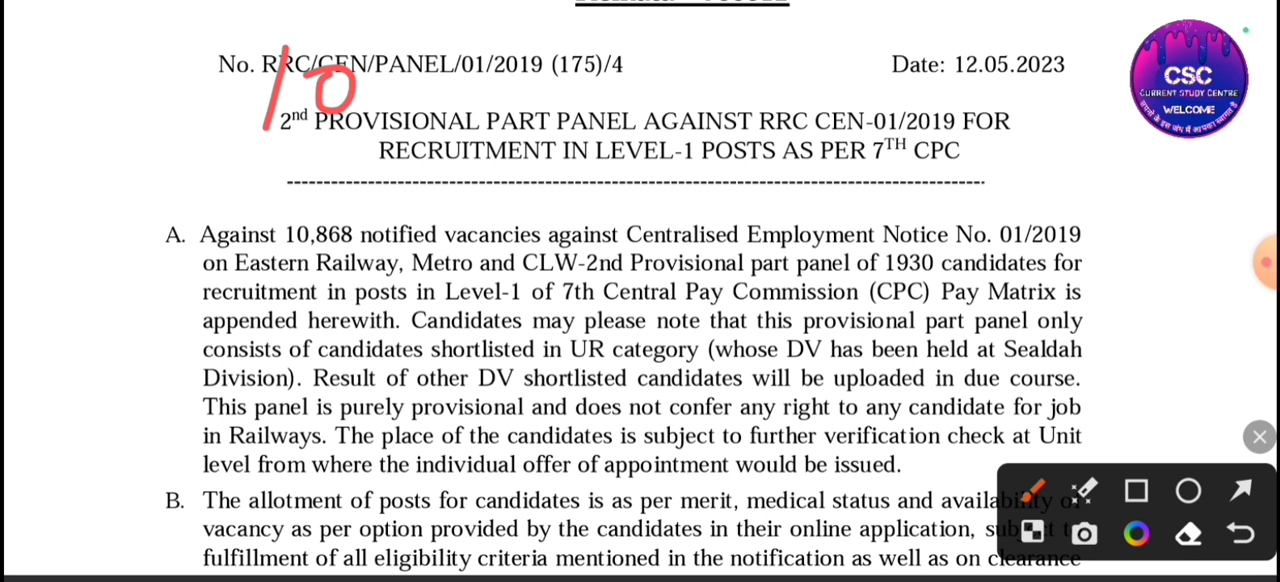 No. RRC/CEN/PANEL/01/2019 (175)/4 Date: 12.05.2023
10
2nd PROVISIONAL PART PANEL AGAINST RRC CEN-01/2019 FOR
RECRUITMENT IN LEVEL-1 POSTS AS PER 7TH CPC
CSC
CURRENT STUDY CENTRE
WELCOME
A. Against 10,868 notified vacancies against Centralised Employment Notice No. 01/2019
on Eastern Railway, Metro and CLW-2nd Provisional part panel of 1930 candidates for
recruitment in posts in Level-1 of 7th Central Pay Commission (CPC) Pay Matrix is
appended herewith. Candidates may please note that this provisional part panel only
consists of candidates shortlisted in UR category (whose DV has been held at Sealdah
Division). Result of other DV shortlisted candidates will be uploaded in due course.
This panel is purely provisional and does not confer any right to any candidate for job
in Railways. The place of the candidates is subject to further verification check at Unit
level from where the individual offer of appointment would be issued.
B. The allotment of posts for candidates is as per merit, medical status and availability of
vacancy as per option provided by the candidates in their online application, subject to
fulfillment of all eligibility criteria mentioned in the notification as well as on clearance